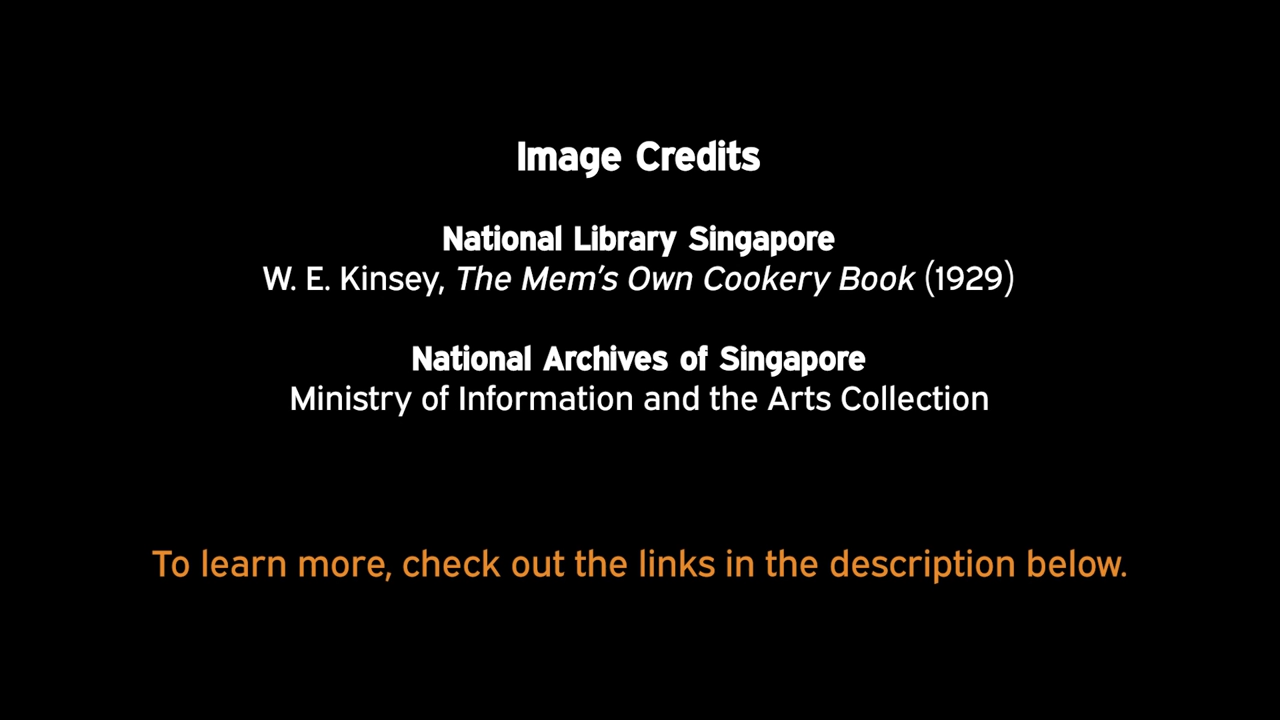 Image Credits
National Library Singapore
W. E. Kinsey, The Mem’s Own Cookery Book (1929)
National Archives of Singapore
Ministry of Information and the Arts Collection
To learn more, check out the links in the description below.